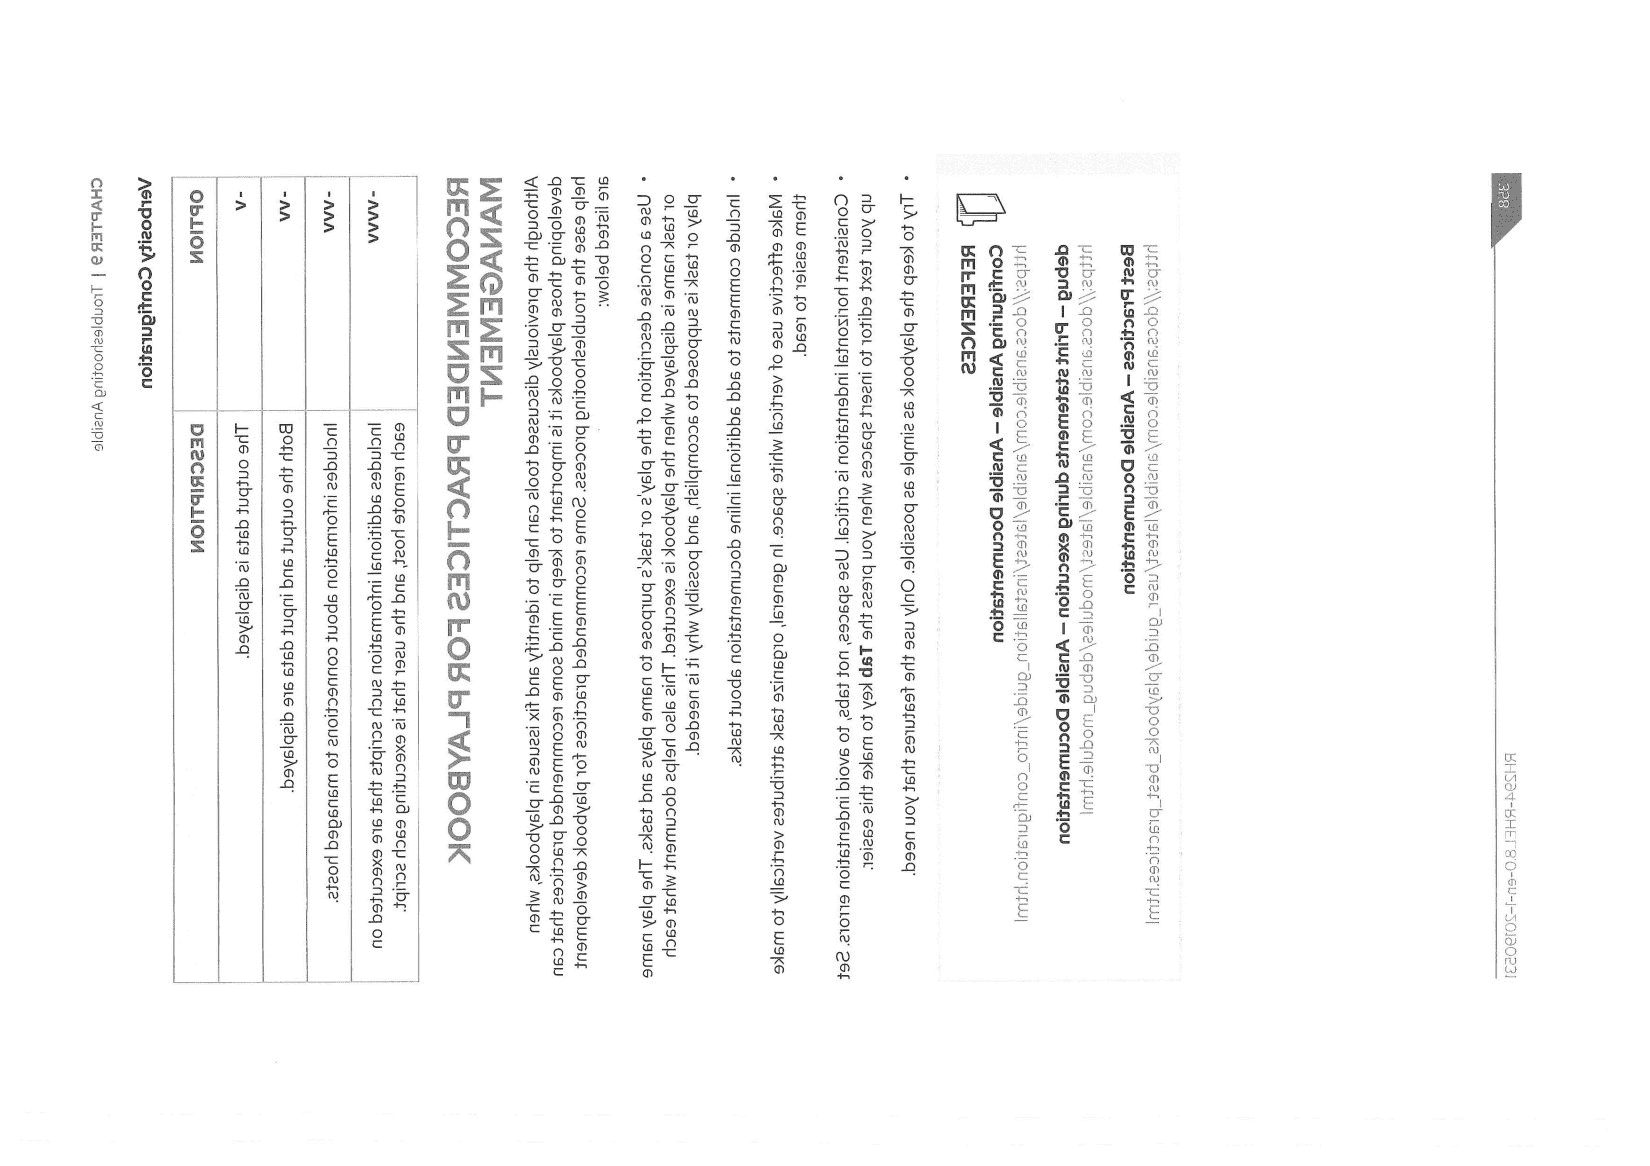 CHAPTER 9 | Troubleshooting Ansible
Verbosity Configuration
OPTION DESCRIPTION
-v The output data is displayed.
-vv Both the output and input data are displayed.
-vvv Includes information about connections to managed hosts.
-vvvv Includes additional information such scripts that are executed on
each remote host, and the user that is executing each script.
RECOMMENDED PRACTICES FOR PLAYBOOK
MANAGEMENT
Although the previously discussed tools can help to identify and fix issues in playbooks, when
developing those playbooks it is important to keep in mind some recommended practices that can
help ease the troubleshooting process. Some recommended practices for playbook development
are listed below:
• Use a concise description of the play's or task's purpose to name plays and tasks. The play name
or task name is displayed when the playbook is executed. This also helps document what each
play or task is supposed to accomplish, and possibly why it is needed.
• Include comments to add additional inline documentation about tasks.
• Make effective use of vertical white space. In general, organize task attributes vertically to make
them easier to read.
• Consistent horizontal indentation is critical. Use spaces, not tabs, to avoid indentation errors. Set
up your text editor to insert spaces when you press the Tab key to make this easier.
• Try to keep the playbook as simple as possible. Only use the features that you need.
REFERENCES
Configuring Ansible – Ansible Documentation
https://docs.ansible.com/ansible/latest/installation_guide/intro_configuration.html
debug – Print statements during execution – Ansible Documentation
https://docs.ansible.com/ansible/latest/modules/debug_module.html
Best Practices – Ansible Documentation
https://docs.ansible.com/ansible/latest/user_guide/playbooks_best_practices.html
328
RH294-RHEL8.0-en-1-20190531